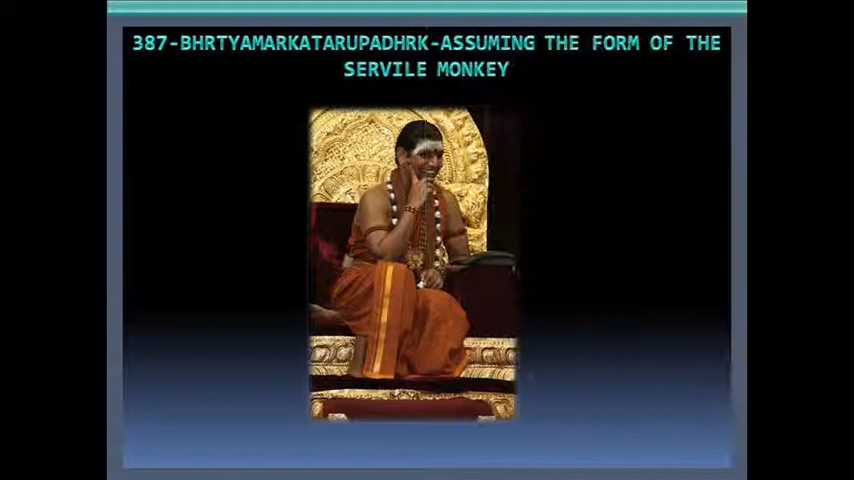 387-BHRTYAMARKATARUPADHRK-ASSUMING THE FORM OF THE
SERVILE MONKEY